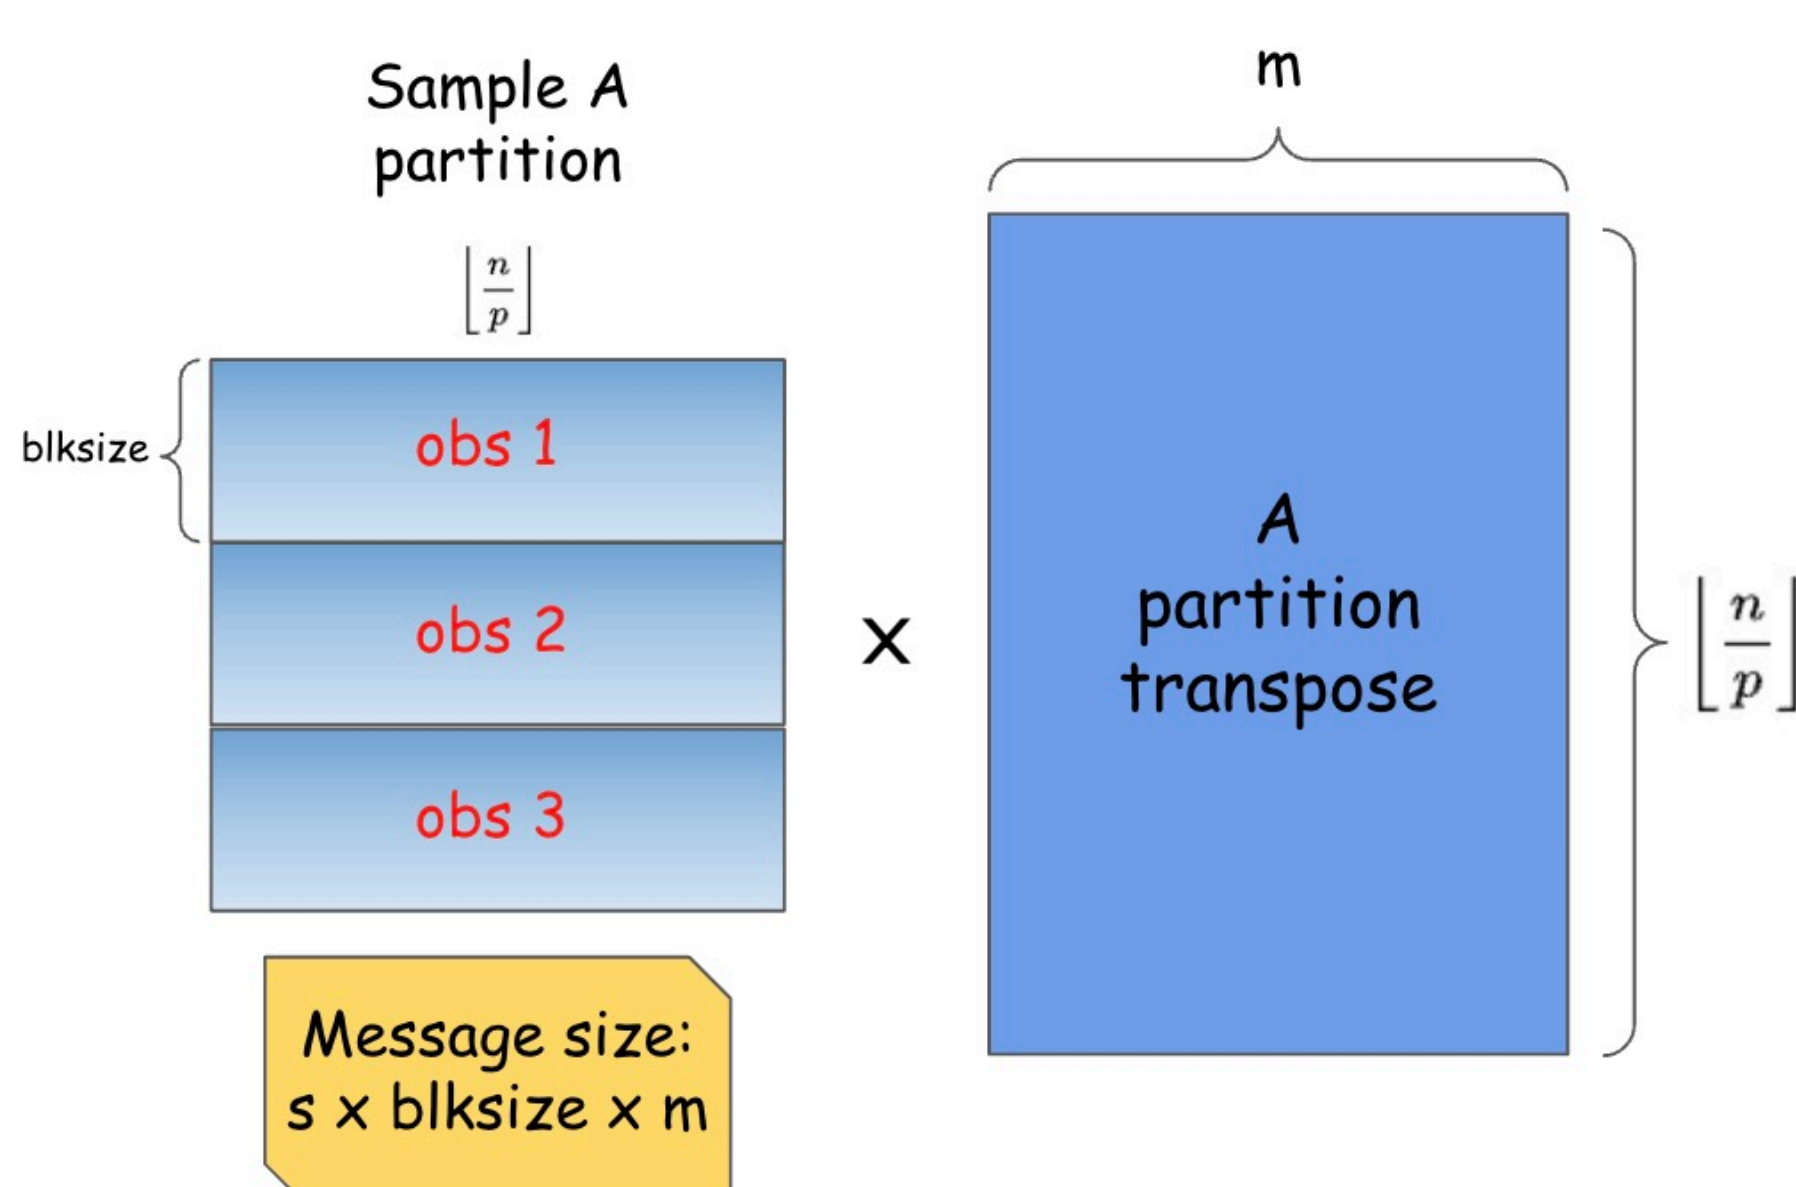 Sample A
partition
⌊n/p⌋
blksize
obs 1
obs 2
obs 3
Message size:
s x blksize x m
x
m
A
partition
transpose
⌊n/p⌋